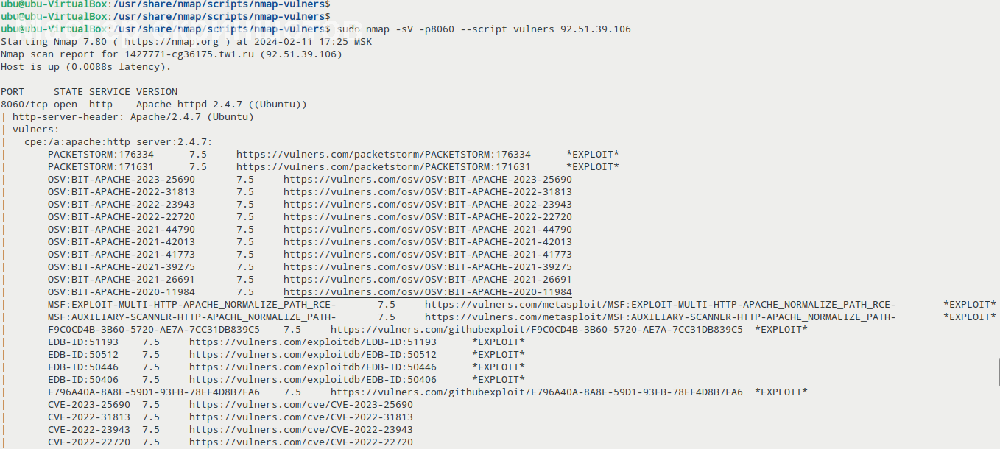 ubu@ubu-VirtualBox:/usr/share/nmap/scripts/nmap-vulners$
ubu@ubu-VirtualBox:/usr/share/nmap/scripts/nmap-vulners$
ubu@ubu-VirtualBox:/usr/share/nmap/scripts/nmap-vulners$ sudo nmap -sV -p8060 --script vulners 92.51.39.106
Starting Nmap 7.80 ( https://nmap.org ) at 2024-02-11 17:25 MSK
Nmap scan report for 1427771-cg36175.tw1.ru (92.51.39.106)
Host is up (0.0088s latency).
PORT     STATE SERVICE VERSION
8060/tcp open  http    Apache httpd 2.4.7 ((Ubuntu))
|_http-server-header: Apache/2.4.7 (Ubuntu)
| vulners:
|   cpe:/a:apache:http_server:2.4.7:
|       PACKETSTORM:176334      7.5     https://vulners.com/packetstorm/PACKETSTORM:176334      *EXPLOIT*
|       PACKETSTORM:171631      7.5     https://vulners.com/packetstorm/PACKETSTORM:171631      *EXPLOIT*
|       OSV:BIT-APACHE-2023-25690       7.5     https://vulners.com/osv/OSV:BIT-APACHE-2023-25690
|       OSV:BIT-APACHE-2022-31813       7.5     https://vulners.com/osv/OSV:BIT-APACHE-2022-31813
|       OSV:BIT-APACHE-2022-23943       7.5     https://vulners.com/osv/OSV:BIT-APACHE-2022-23943
|       OSV:BIT-APACHE-2022-22720       7.5     https://vulners.com/osv/OSV:BIT-APACHE-2022-22720
|       OSV:BIT-APACHE-2021-44790       7.5     https://vulners.com/osv/OSV:BIT-APACHE-2021-44790
|       OSV:BIT-APACHE-2021-42013       7.5     https://vulners.com/osv/OSV:BIT-APACHE-2021-42013
|       OSV:BIT-APACHE-2021-41773       7.5     https://vulners.com/osv/OSV:BIT-APACHE-2021-41773
|       OSV:BIT-APACHE-2021-39275       7.5     https://vulners.com/osv/OSV:BIT-APACHE-2021-39275
|       OSV:BIT-APACHE-2021-26691       7.5     https://vulners.com/osv/OSV:BIT-APACHE-2021-26691
|       OSV:BIT-APACHE-2020-11984       7.5     https://vulners.com/osv/OSV:BIT-APACHE-2020-11984
|       MSF:EXPLOIT-MULTI-HTTP-APACHE_NORMALIZE_PATH_RCE-       7.5     https://vulners.com/metasploit/MSF:EXPLOIT-MULTI-HTTP-APACHE_NORMALIZE_PATH_RCE-        *EXPLOIT*
|       MSF:AUXILIARY-SCANNER-HTTP-APACHE_NORMALIZE_PATH-       7.5     https://vulners.com/metasploit/MSF:AUXILIARY-SCANNER-HTTP-APACHE_NORMALIZE_PATH-        *EXPLOIT*
|       F9C0CD4B-3B60-5720-AE7A-7CC31DB839C5    7.5     https://vulners.com/githubexploit/F9C0CD4B-3B60-5720-AE7A-7CC31DB839C5  *EXPLOIT*
|       EDB-ID:51193    7.5     https://vulners.com/exploitdb/EDB-ID:51193      *EXPLOIT*
|       EDB-ID:50512    7.5     https://vulners.com/exploitdb/EDB-ID:50512      *EXPLOIT*
|       EDB-ID:50446    7.5     https://vulners.com/exploitdb/EDB-ID:50446      *EXPLOIT*
|       EDB-ID:50406    7.5     https://vulners.com/exploitdb/EDB-ID:50406      *EXPLOIT*
|       E796A40A-8A8E-59D1-93FB-78EF4D8B7FA6    7.5     https://vulners.com/githubexploit/E796A40A-8A8E-59D1-93FB-78EF4D8B7FA6  *EXPLOIT*
|       CVE-2023-25690  7.5     https://vulners.com/cve/CVE-2023-25690
|       CVE-2022-31813  7.5     https://vulners.com/cve/CVE-2022-31813
|       CVE-2022-23943  7.5     https://vulners.com/cve/CVE-2022-23943
|       CVE-2022-22720  7.5     https://vulners.com/cve/CVE-2022-22720